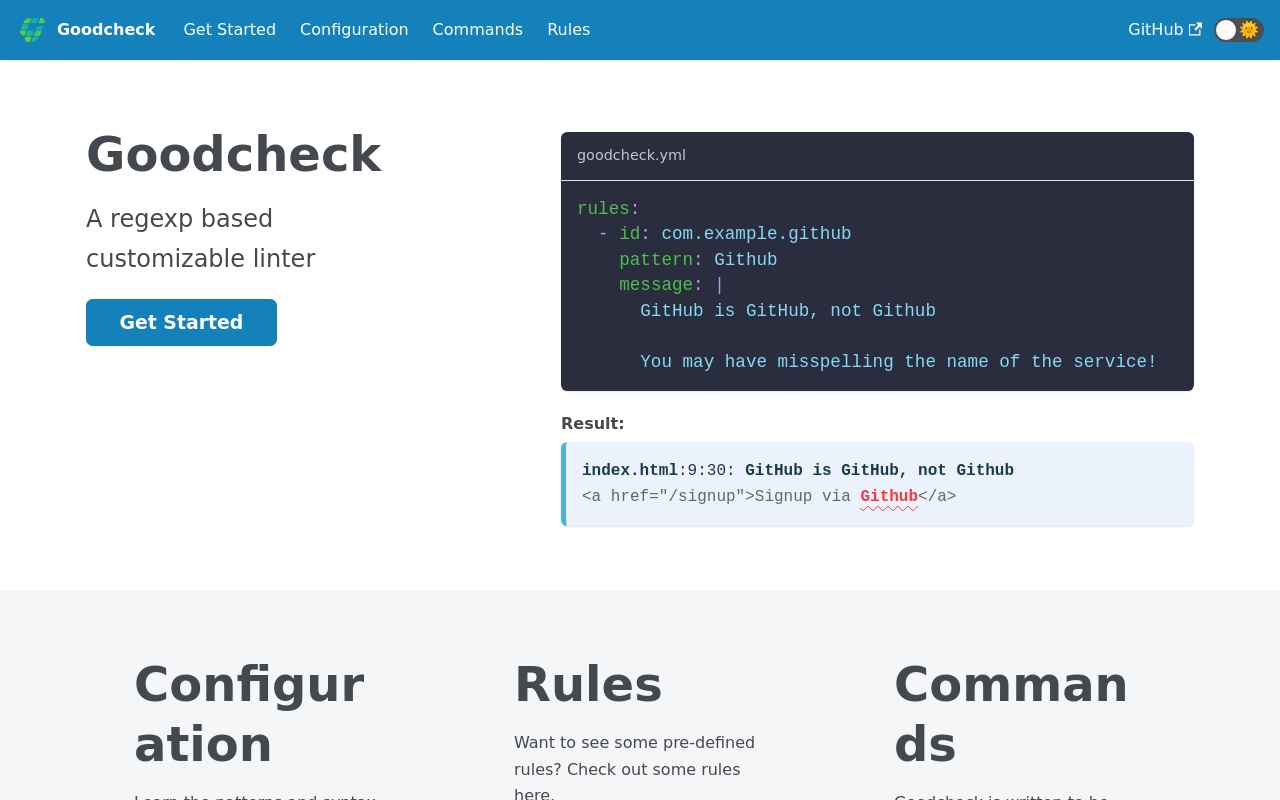 Goodcheck
Get Started
Configuration
Commands
Rules
GitHub
Goodcheck
A regexp based
customizable linter
Get Started
goodcheck.yml
rules:
  - id: com.example.github
    pattern: Github
    message: |
      GitHub is GitHub, not Github
      You may have misspelling the name of the service!
Result:
index.html:9:30: GitHub is GitHub, not Github
<a href="/signup">Signup via Github</a>
Configur
ation
Learn the patterns and syntax
Rules
Want to see some pre-defined
rules? Check out some rules
here.
Comman
ds
Goodcheck is written to be